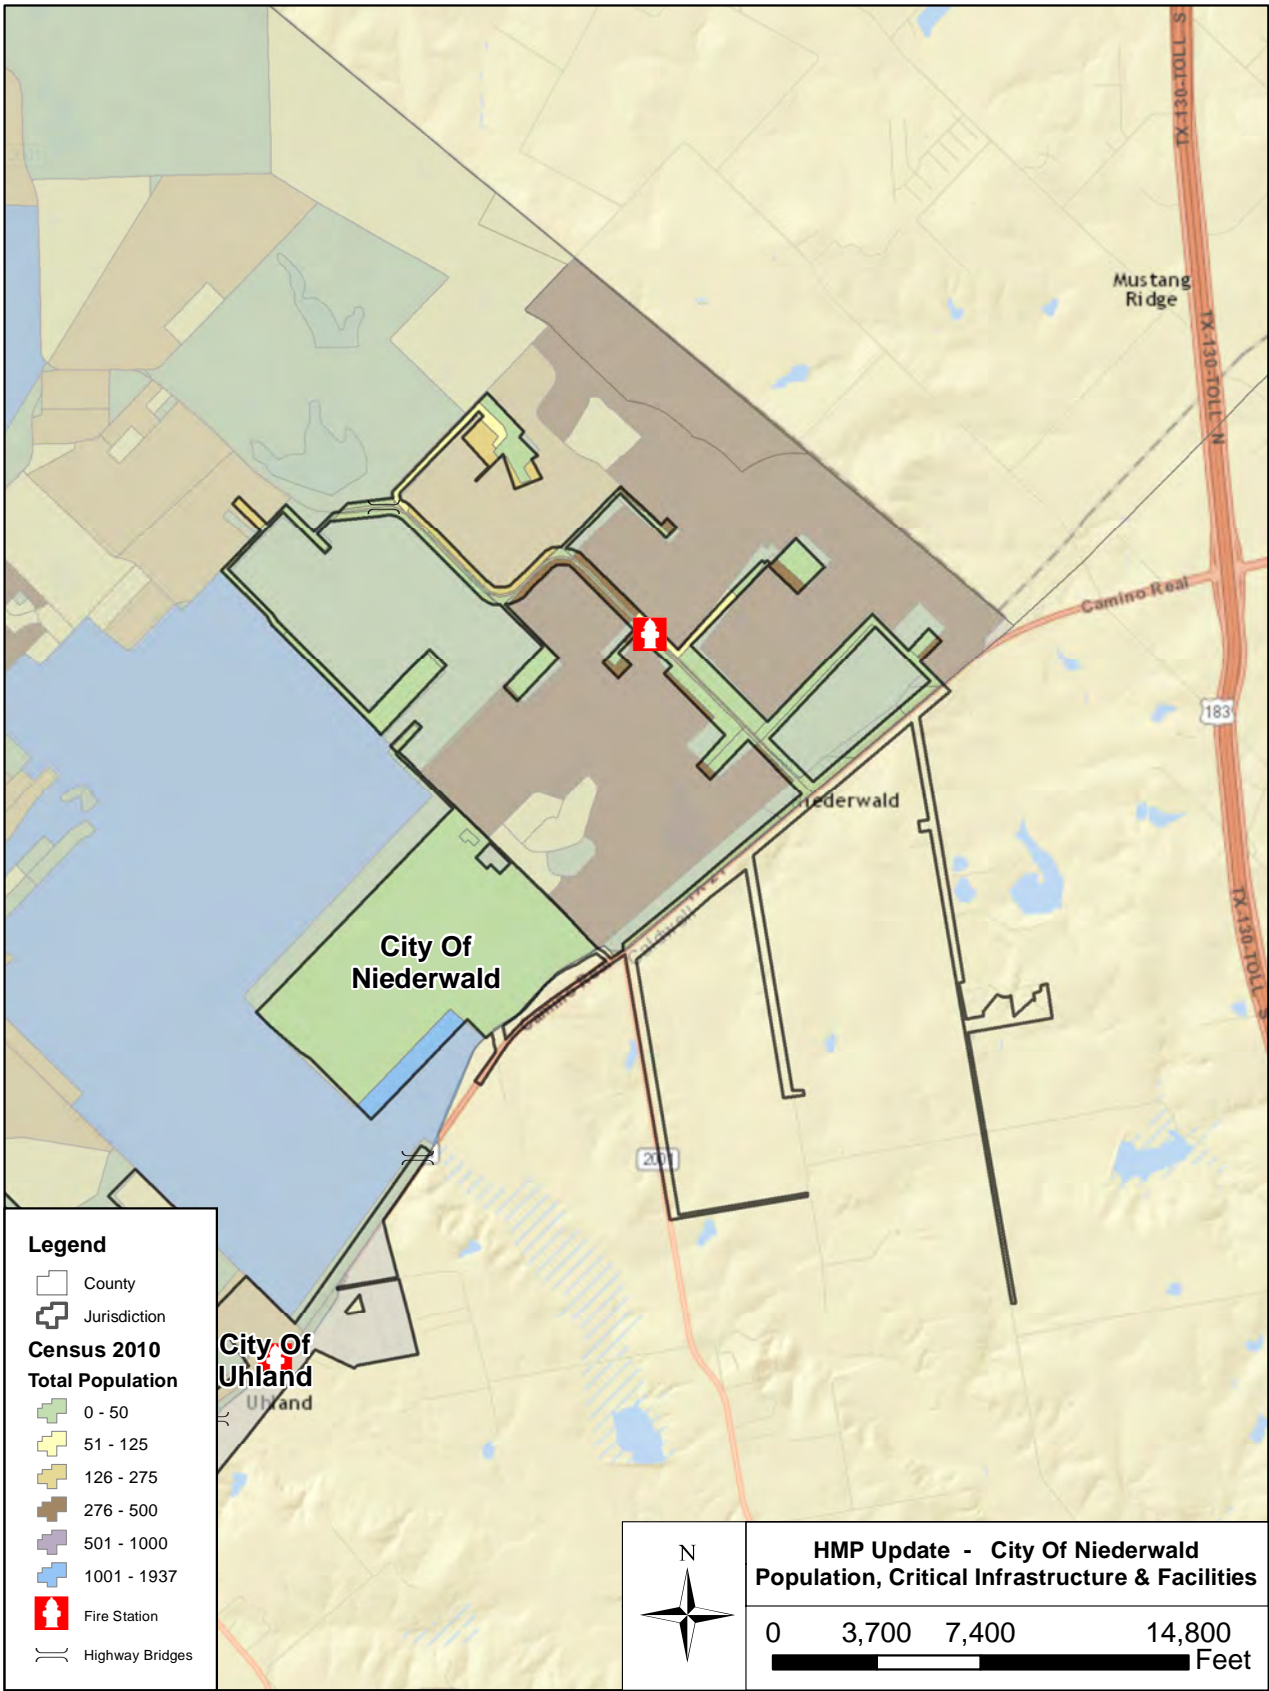 TX-130-TOLL S
Mustang
Ridge
TX-130-TOLL N
Camino Real
183
TX-130-TOLL S
City Of
Niederwald
2001
City Of
Uhland
Uhland
Legend
County
Jurisdiction
Census 2010
Total Population
0 - 50
51 - 125
126 - 275
276 - 500
501 - 1000
1001 - 1937
Fire Station
Highway Bridges
N
HMP Update - City Of Niederwald
Population, Critical Infrastructure & Facilities
0 3,700 7,400 14,800
Feet